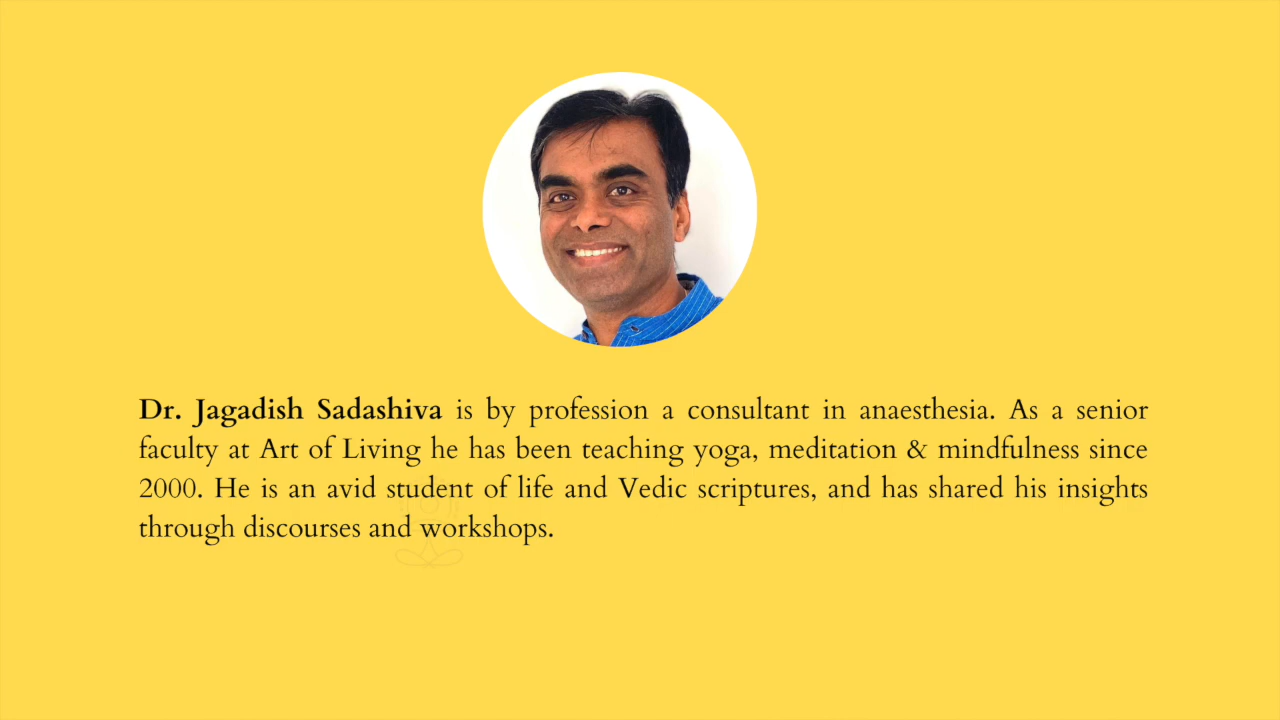 Dr. Jagadish Sadashiva is by profession a consultant in anaesthesia. As a senior
faculty at Art of Living he has been teaching yoga, meditation & mindfulness since
2000. He is an avid student of life and Vedic scriptures, and has shared his insights
through discourses and workshops.